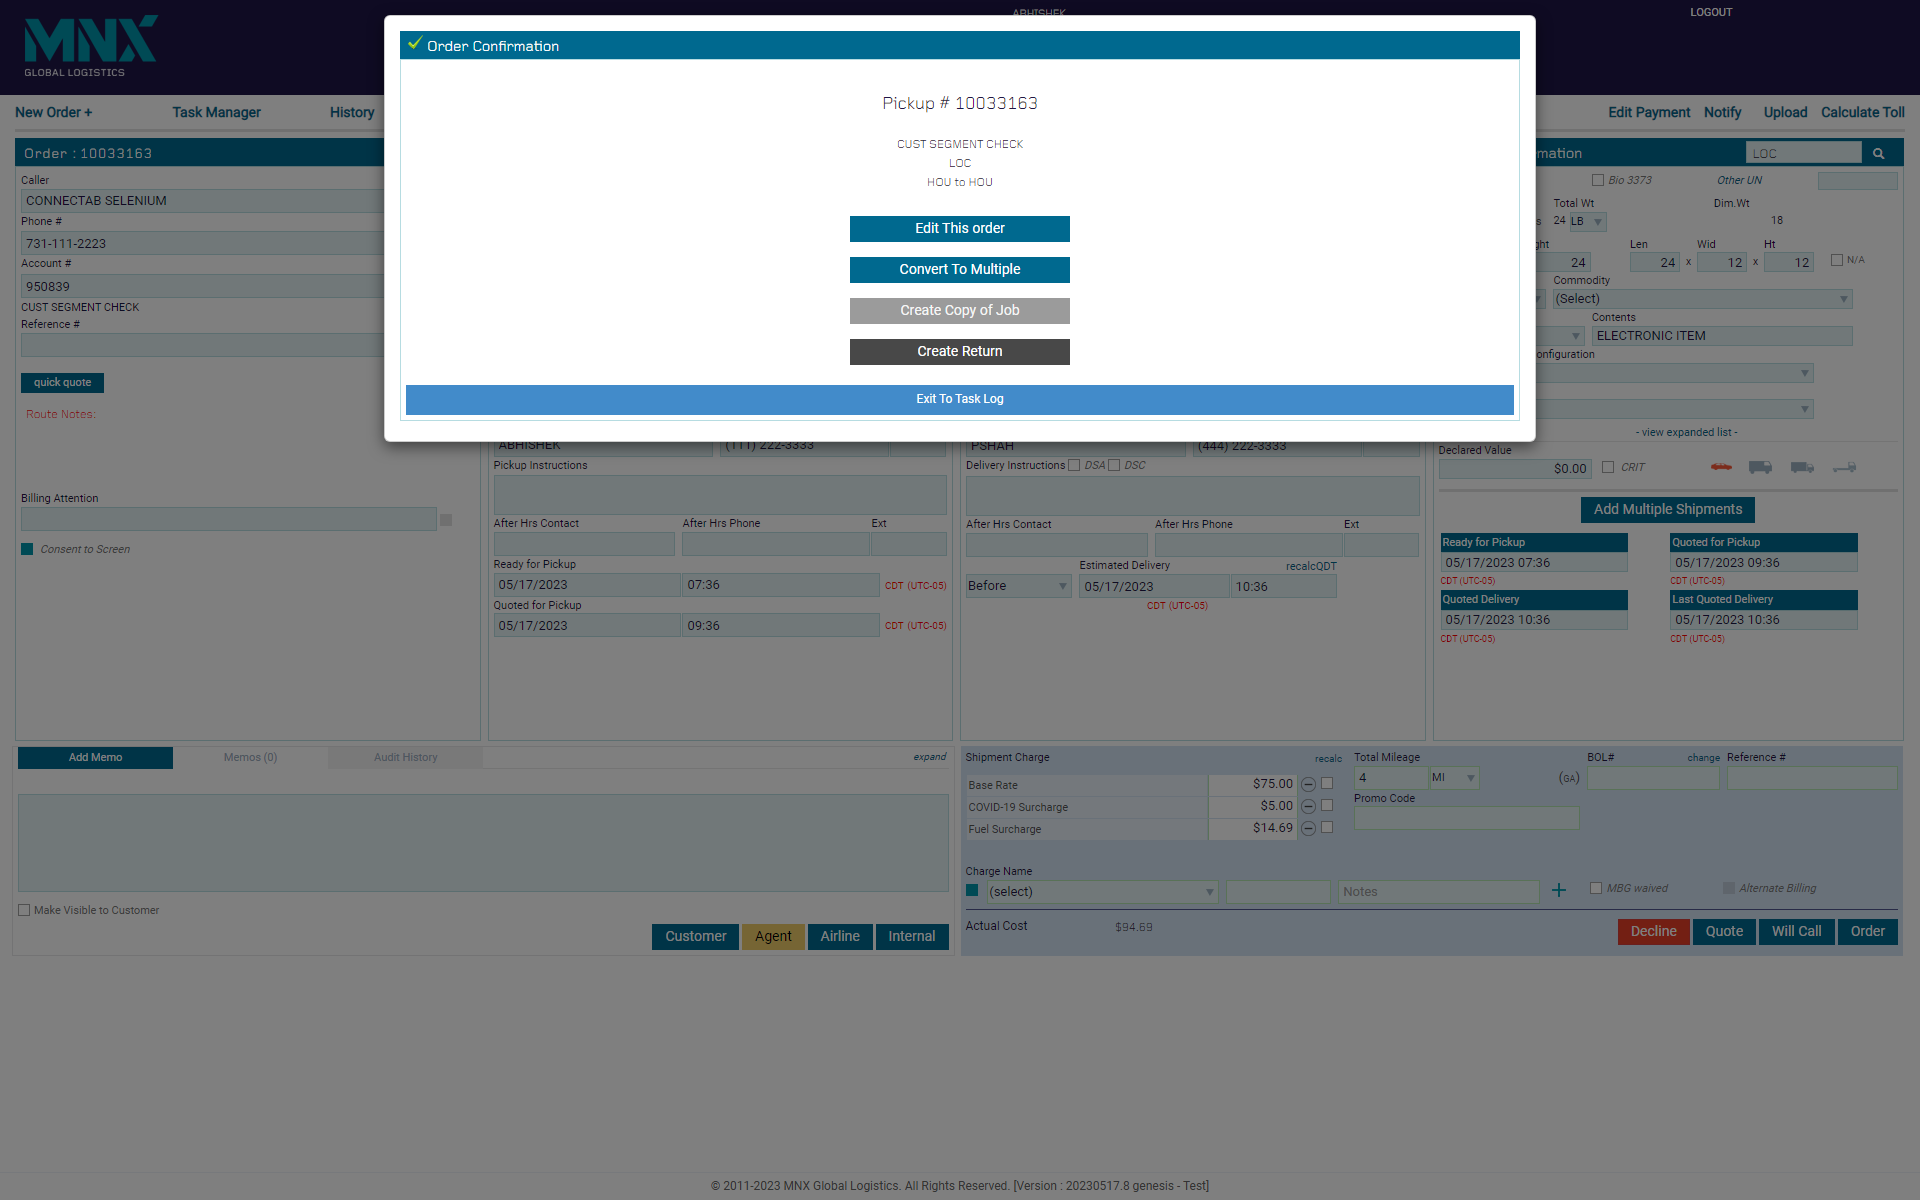 MNX
GLOBAL LOGISTICS
ABHISHEK
LOGOUT
New Order +
Task Manager
History
Edit Payment
Notify
Upload
Calculate Toll
Order Confirmation
Pickup # 10033163
CUST SEGMENT CHECK
LOC
HOU to HOU
Edit This order
Convert To Multiple
Create Copy of Job
Create Return
Exit To Task Log
Order : 10033163
Caller
CONNECTAB SELENIUM
Phone #
731-111-2223
Account #
950839
CUST SEGMENT CHECK
Reference #
quick quote
Route Notes:
Billing Attention
Consent to Screen
ABHISHEK
(111) 222-3333
Pickup Instructions
After Hrs Contact
After Hrs Phone
Ext
Ready for Pickup
05/17/2023
07:36
CDT (UTC-05)
Quoted for Pickup
05/17/2023
09:36
CDT (UTC-05)
PSHAH
(444) 222-3333
Delivery Instructions
DSA
DSC
After Hrs Contact
After Hrs Phone
Ext
Estimated Delivery
recalcQDT
Before
05/17/2023
10:36
CDT (UTC-05)
mation
LOC
Bio 3373
Other UN
Total Wt
Dim.Wt
s 24 LB
18
ght
Len
Wid
Ht
24
24 x 12 x 12
N/A
Commodity
(Select)
Contents
ELECTRONIC ITEM
onfiguration
- view expanded list -
Declared Value
$0.00
CRIT
Add Multiple Shipments
Ready for Pickup
05/17/2023 07:36
CDT (UTC-05)
Quoted for Pickup
05/17/2023 09:36
CDT (UTC-05)
Quoted Delivery
05/17/2023 10:36
CDT (UTC-05)
Last Quoted Delivery
05/17/2023 10:36
CDT (UTC-05)
Add Memo
Memos (0)
Audit History
expand
Make Visible to Customer
Customer
Agent
Airline
Internal
Shipment Charge
recalc
Base Rate
$75.00
COVID-19 Surcharge
$5.00
Fuel Surcharge
$14.69
Total Mileage
4
MI
(GA)
BOL#
change
Reference #
Promo Code
Charge Name
(select)
Notes
MBG waived
Alternate Billing
Actual Cost
$94.69
Decline
Quote
Will Call
Order
© 2011-2023 MNX Global Logistics. All Rights Reserved. [Version : 20230517.8 genesis - Test]